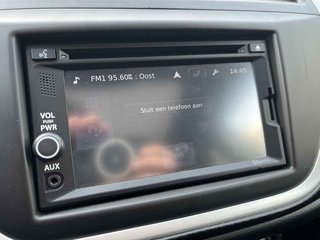 FM1 95.60 : Oost
14:45
Sluit een telefoon aan
VOL
PUSH
PWR
AUX